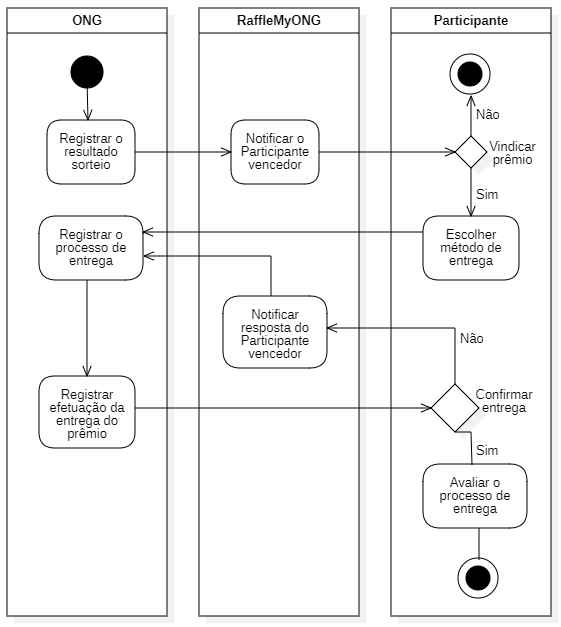 ONG
RaffleMyONG
Participante
Registrar o
resultado
sorteio
Notificar o
Participante
vencedor
Não
Vindicar
prêmio
Sim
Registrar o
processo de
entrega
Escolher
método de
entrega
Notificar
resposta do
Participante
vencedor
Não
Registrar
efetuação da
entrega do
prêmio
Confirmar
entrega
Sim
Avaliar o
processo de
entrega